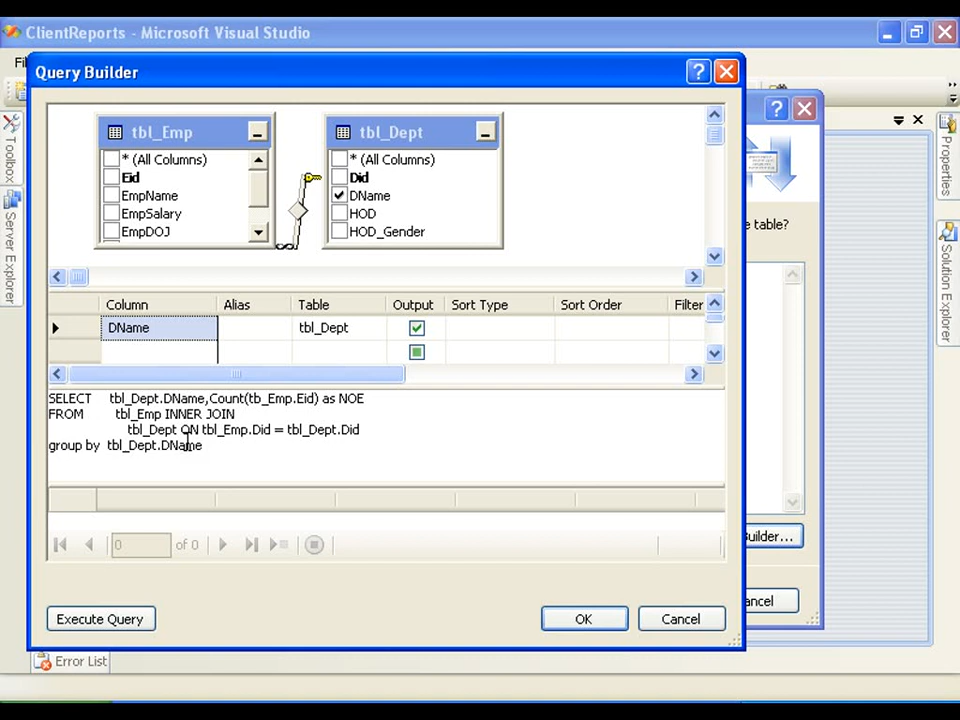 ClientReports - Microsoft Visual Studio
Query Builder
Toolbox
Server Explorer
Properties
Solution Explorer
tbl_Emp
* (All Columns)
Eid
EmpName
EmpSalary
EmpDOJ
tbl_Dept
* (All Columns)
Did
DName
HOD
HOD_Gender
e table?
Column Alias Table Output Sort Type Sort Order Filter
DName tbl_Dept
SELECT tbl_Dept.DName,Count(tb_Emp.Eid) as NOE
FROM tbl_Emp INNER JOIN
tbl_Dept ON tbl_Emp.Did = tbl_Dept.Did
group by tbl_Dept.DName
0 of 0
Builder...
Execute Query OK Cancel
ancel
Error List